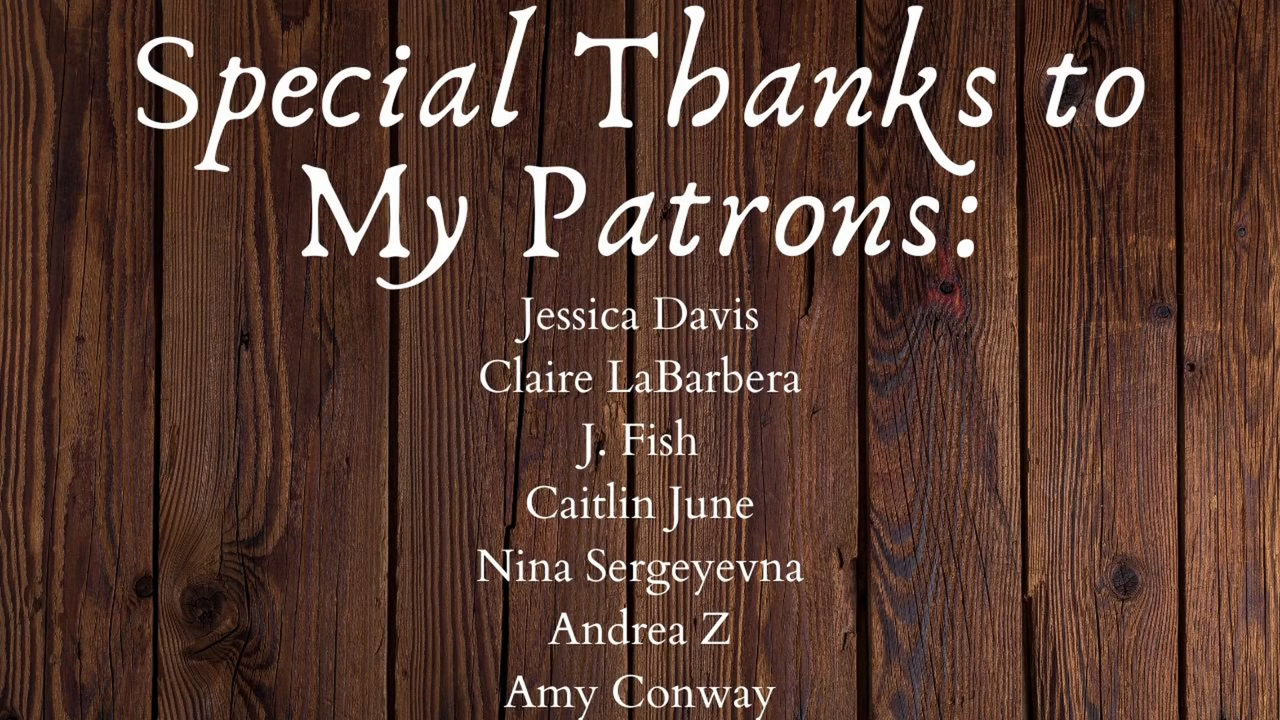 Special Thanks to
My Patrons:
Jessica Davis
Claire LaBarbera
J. Fish
Caitlin June
Nina Sergeyevna
Andrea Z
Amy Conway